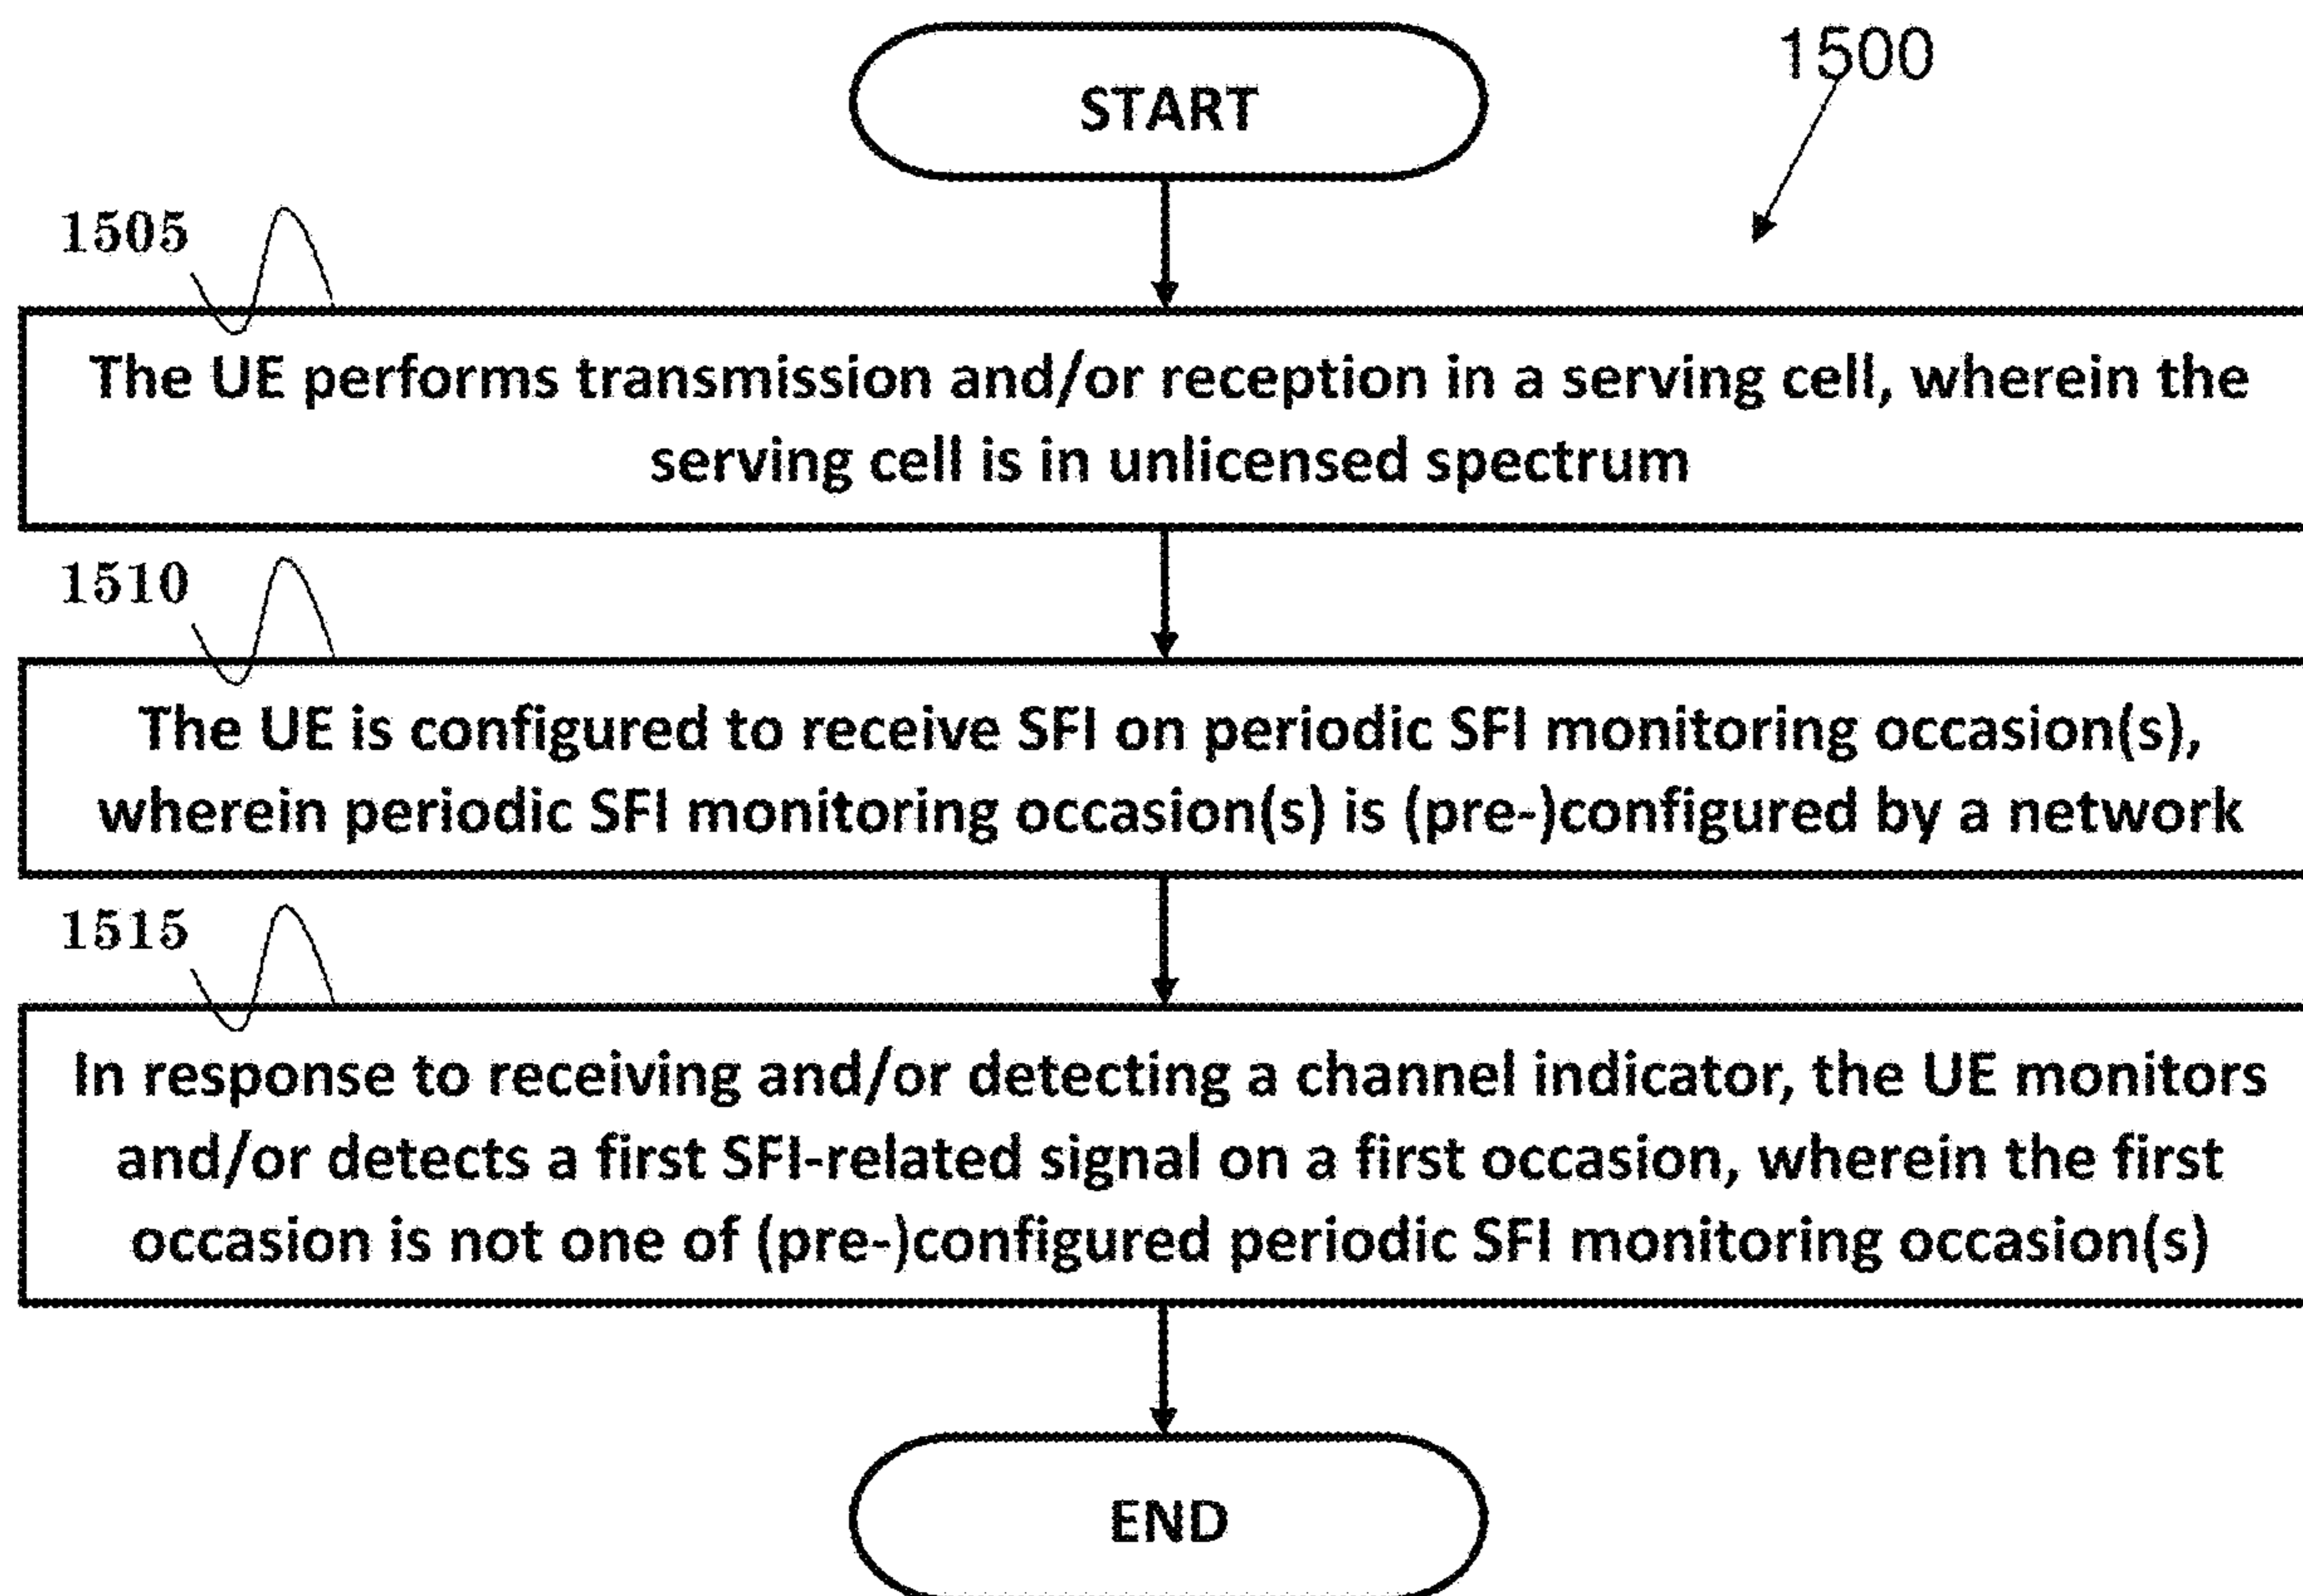 START
1500
1505
The UE performs transmission and/or reception in a serving cell, wherein the
serving cell is in unlicensed spectrum
1510
The UE is configured to receive SFI on periodic SFI monitoring occasion(s),
wherein periodic SFI monitoring occasion(s) is (pre-)configured by a network
1515
In response to receiving and/or detecting a channel indicator, the UE monitors
and/or detects a first SFI-related signal on a first occasion, wherein the first
occasion is not one of (pre-)configured periodic SFI monitoring occasion(s)
END